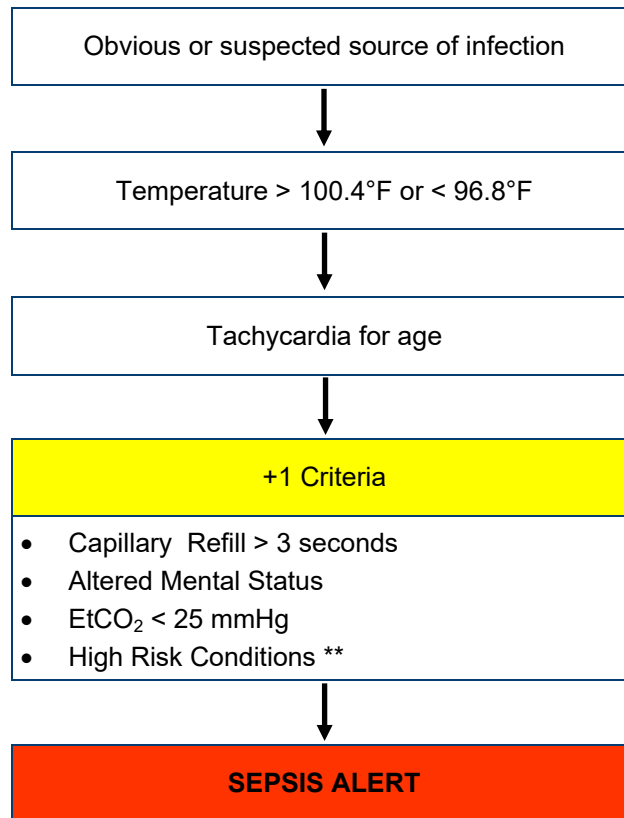 Obvious or suspected source of infection
Temperature > 100.4°F or < 96.8°F
Tachycardia for age
+1 Criteria
• Capillary Refill > 3 seconds
• Altered Mental Status
• EtCO₂ < 25 mmHg
• High Risk Conditions **
SEPSIS ALERT